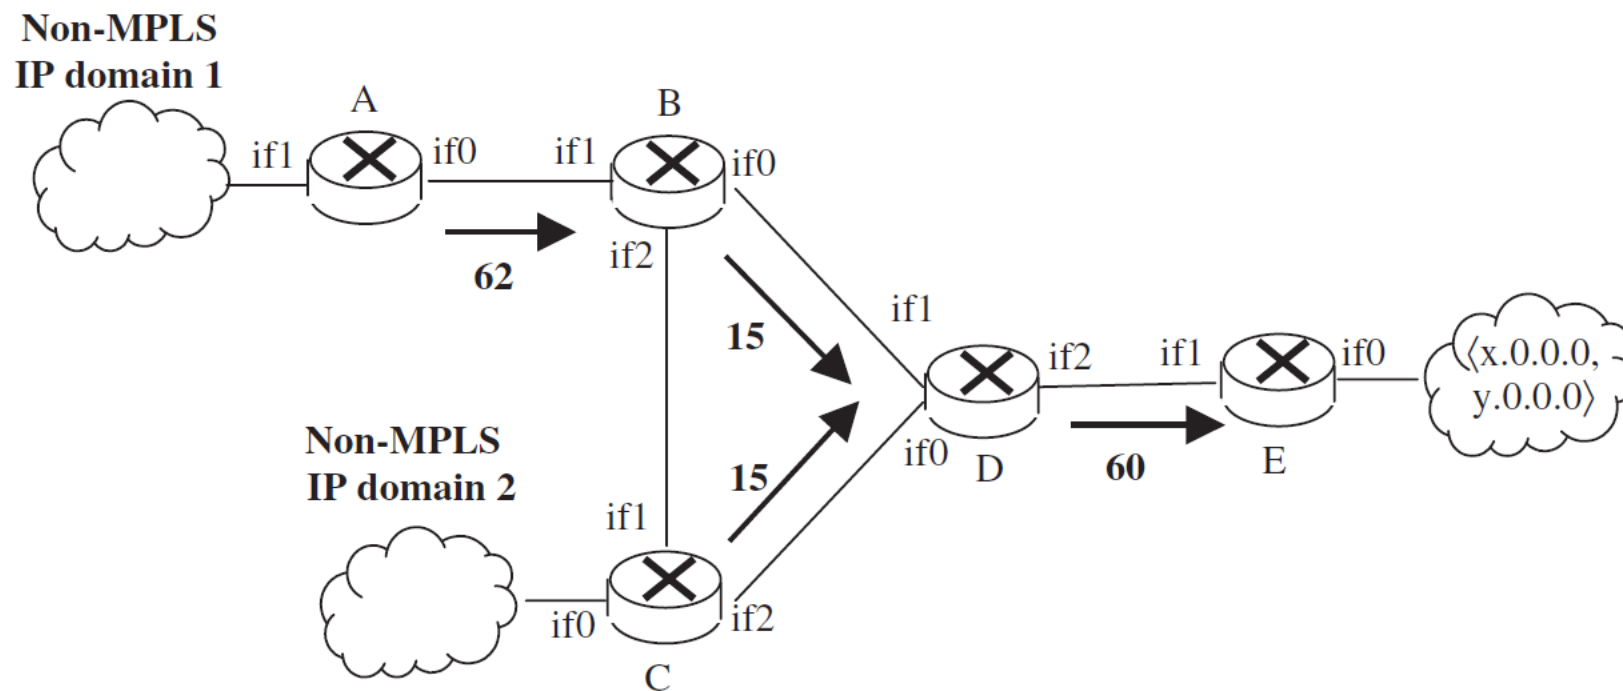 Non-MPLS
IP domain 1
A
B
if1
if0
if1
if0
62
if2
15
if1
if2
if1
if0
⟨x.0.0.0,
y.0.0.0⟩
Non-MPLS
IP domain 2
15
if0
D
60
E
if1
if0
if2
C